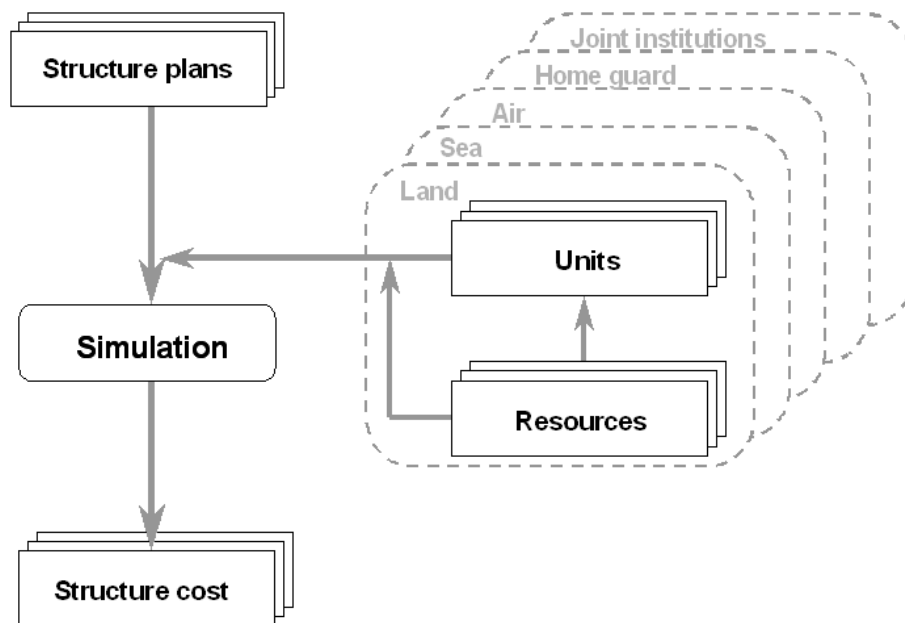 Structure plans
Joint institutions
Home guard
Air
Sea
Land
Units
Simulation
Resources
Structure cost